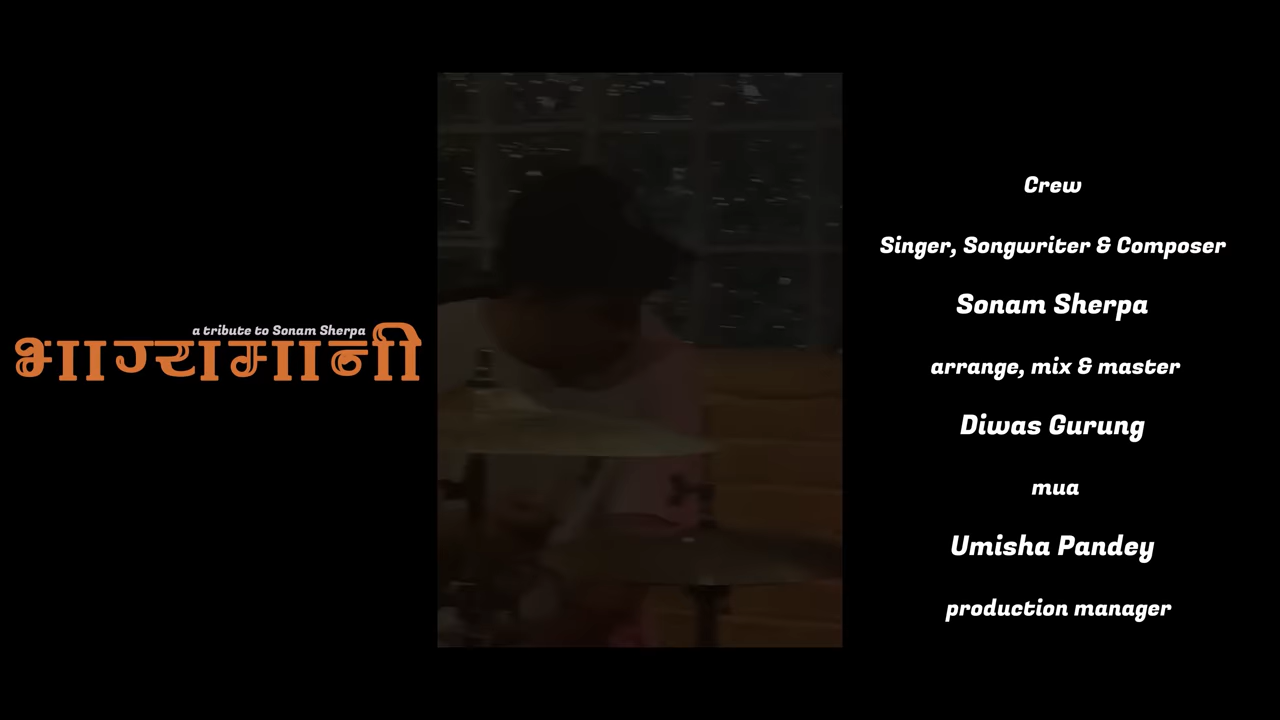 a tribute to Sonam Sherpa
भाग्यमानी
Crew
Singer, Songwriter & Composer
Sonam Sherpa
arrange, mix & master
Diwas Gurung
mua
Umisha Pandey
production manager